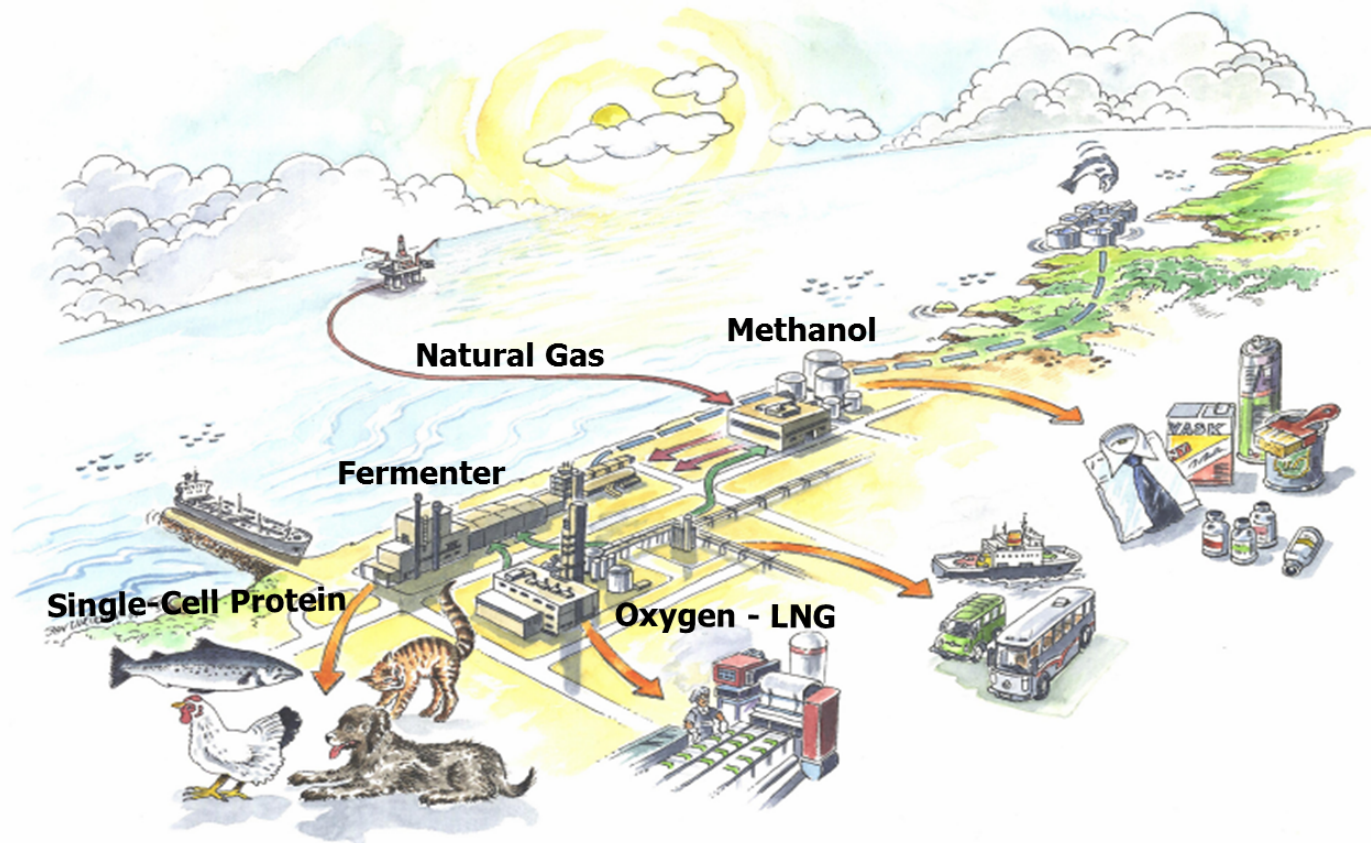 Methanol
Natural Gas
Fermenter
Single-Cell Protein
Oxygen - LNG
VASK